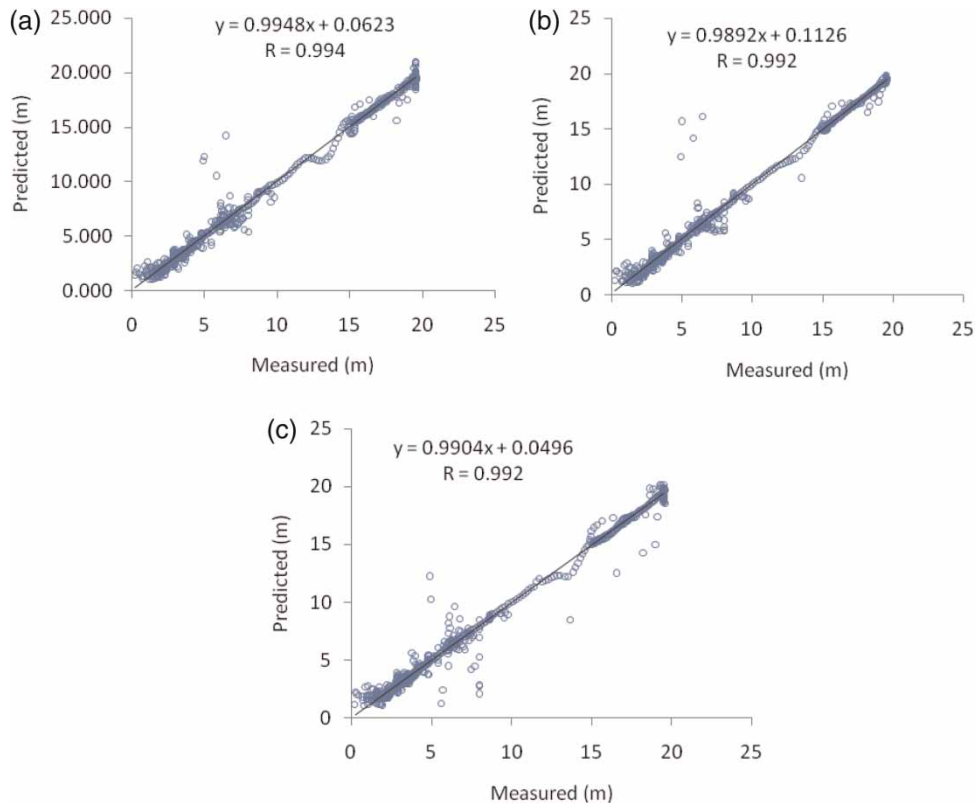 (a)
y = 0.9948x + 0.0623
R = 0.994
25.000
20.000
15.000
10.000
5.000
0.000
Predicted (m)
0 5 10 15 20 25
Measured (m)
(b)
y = 0.9892x + 0.1126
R = 0.992
25
20
15
10
5
0
Predicted (m)
0 5 10 15 20 25
Measured (m)
(c)
y = 0.9904x + 0.0496
R = 0.992
25
20
15
10
5
0
Predicted (m)
0 5 10 15 20 25
Measured (m)